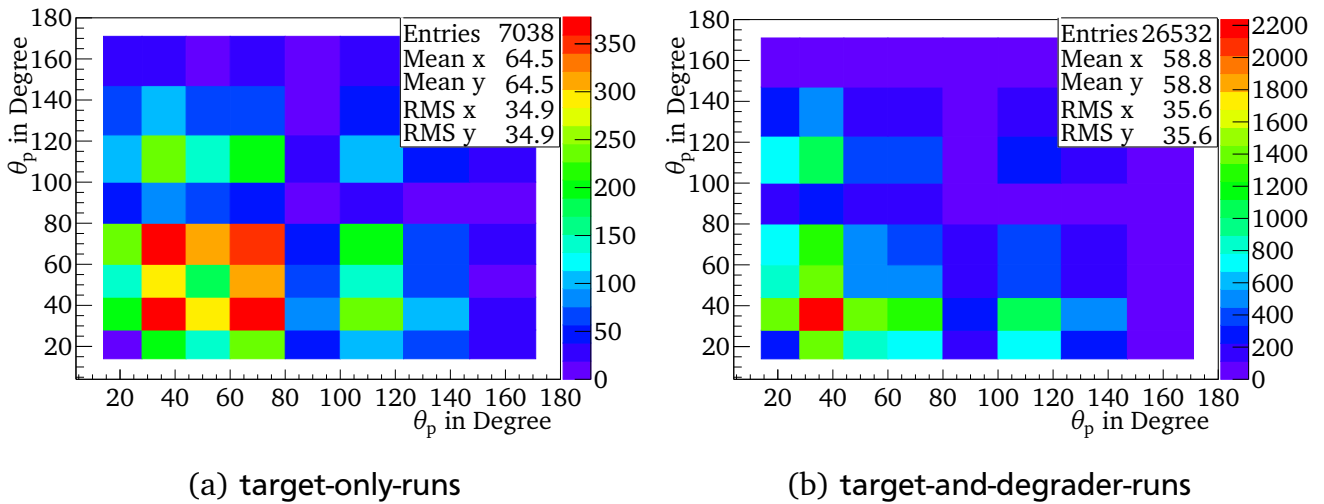 180
160
140
120
100
80
60
40
20
θp in Degree
Entries 7038
Mean x 64.5
Mean y 64.5
RMS x 34.9
RMS y 34.9
350
300
250
200
150
100
50
0
20 40 60 80 100 120 140 160 180
θp in Degree
(a) target-only-runs
180
160
140
120
100
80
60
40
20
θp in Degree
Entries 26532
Mean x 58.8
Mean y 58.8
RMS x 35.6
RMS y 35.6
2200
2000
1800
1600
1400
1200
1000
800
600
400
200
0
20 40 60 80 100 120 140 160 180
θp in Degree
(b) target-and-degrader-runs